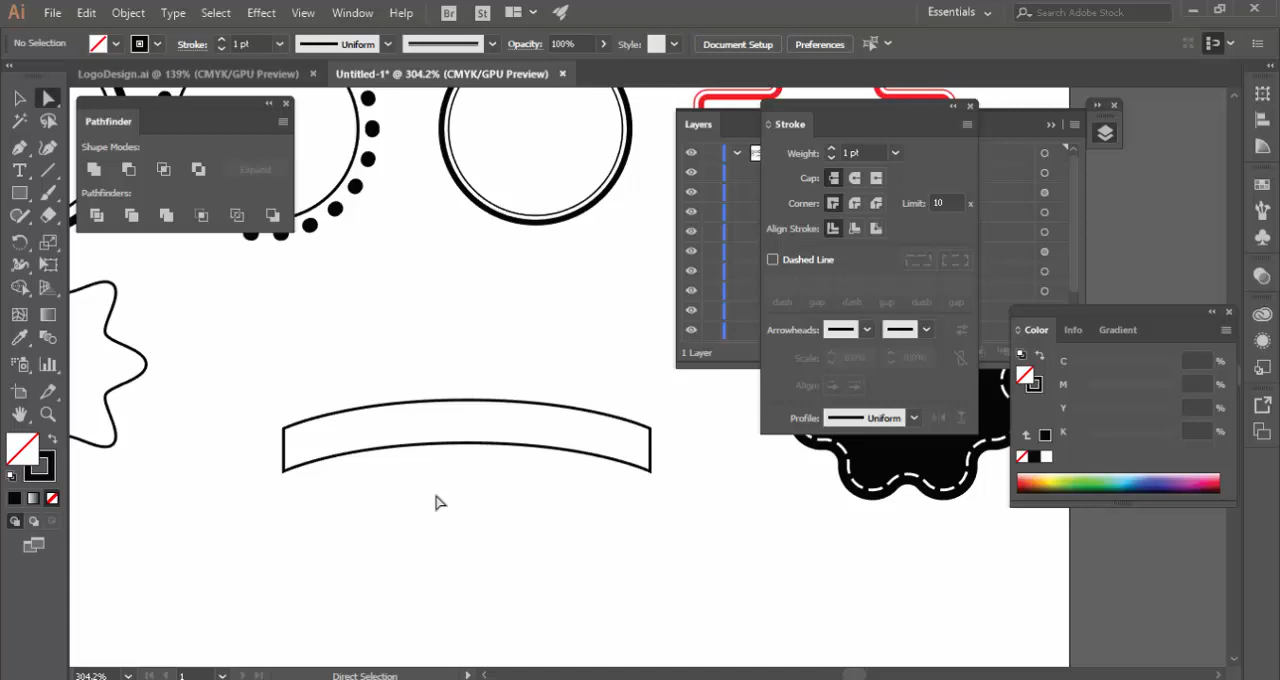 Ai File Edit Object Type Select Effect View Window Help Br St Essentials Search Adobe Stock
No Selection Stroke: 1 pt Uniform Opacity: 100% Style: Document Setup Preferences
LogoDesign.ai @ 139% (CMYK/GPU Preview) × Untitled-1* @ 304.2% (CMYK/GPU Preview) ×
Pathfinder
Shape Modes:
Expand
Pathfinders:
Layers
1 Layer
Stroke
Weight: 1 pt
Cap:
Corner: Limit: 10 x
Align Stroke:
Dashed Line
dash gap dash gap dash gap
Arrowheads:
Scale: 100% 100%
Align:
Profile: Uniform
Color Info Gradient
C %
M %
Y %
K %
304.2% 1 Direct Selection